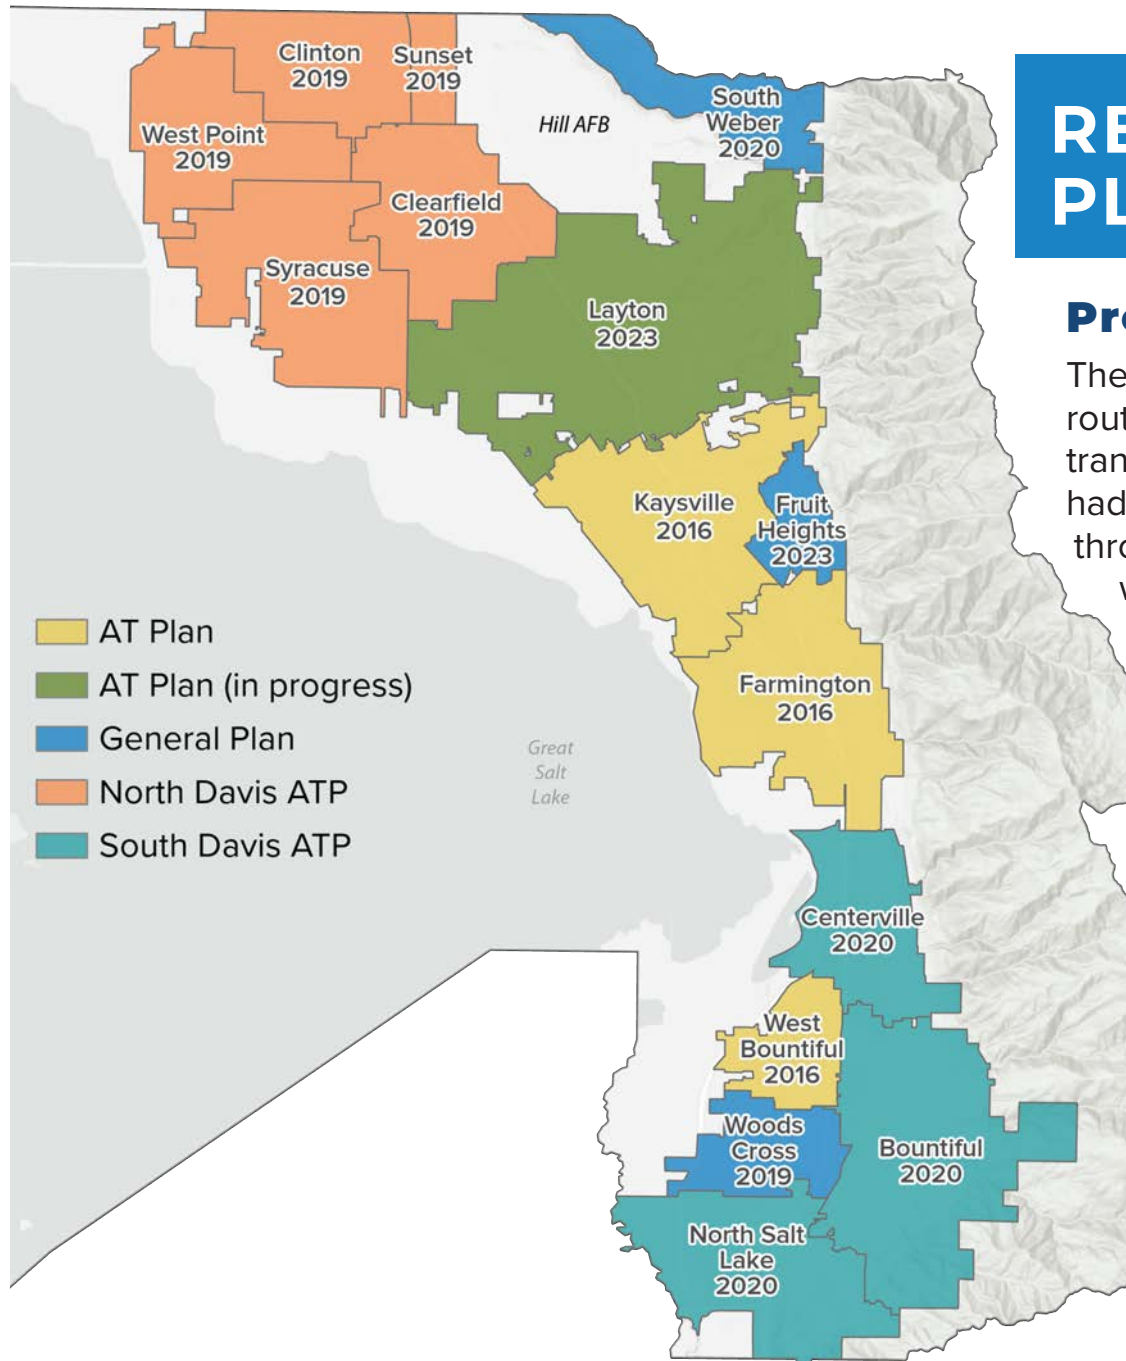 Clinton
2019
Sunset
2019
West Point
2019
Clearfield
2019
Syracuse
2019
Hill AFB
South
Weber
2020
Layton
2023
Kaysville
2016
Fruit
Heights
2023
Farmington
2016
Great
Salt
Lake
Centerville
2020
West
Bountiful
2016
Woods
Cross
2019
Bountiful
2020
North Salt
Lake
2020
AT Plan
AT Plan (in progress)
General Plan
North Davis ATP
South Davis ATP
The
had